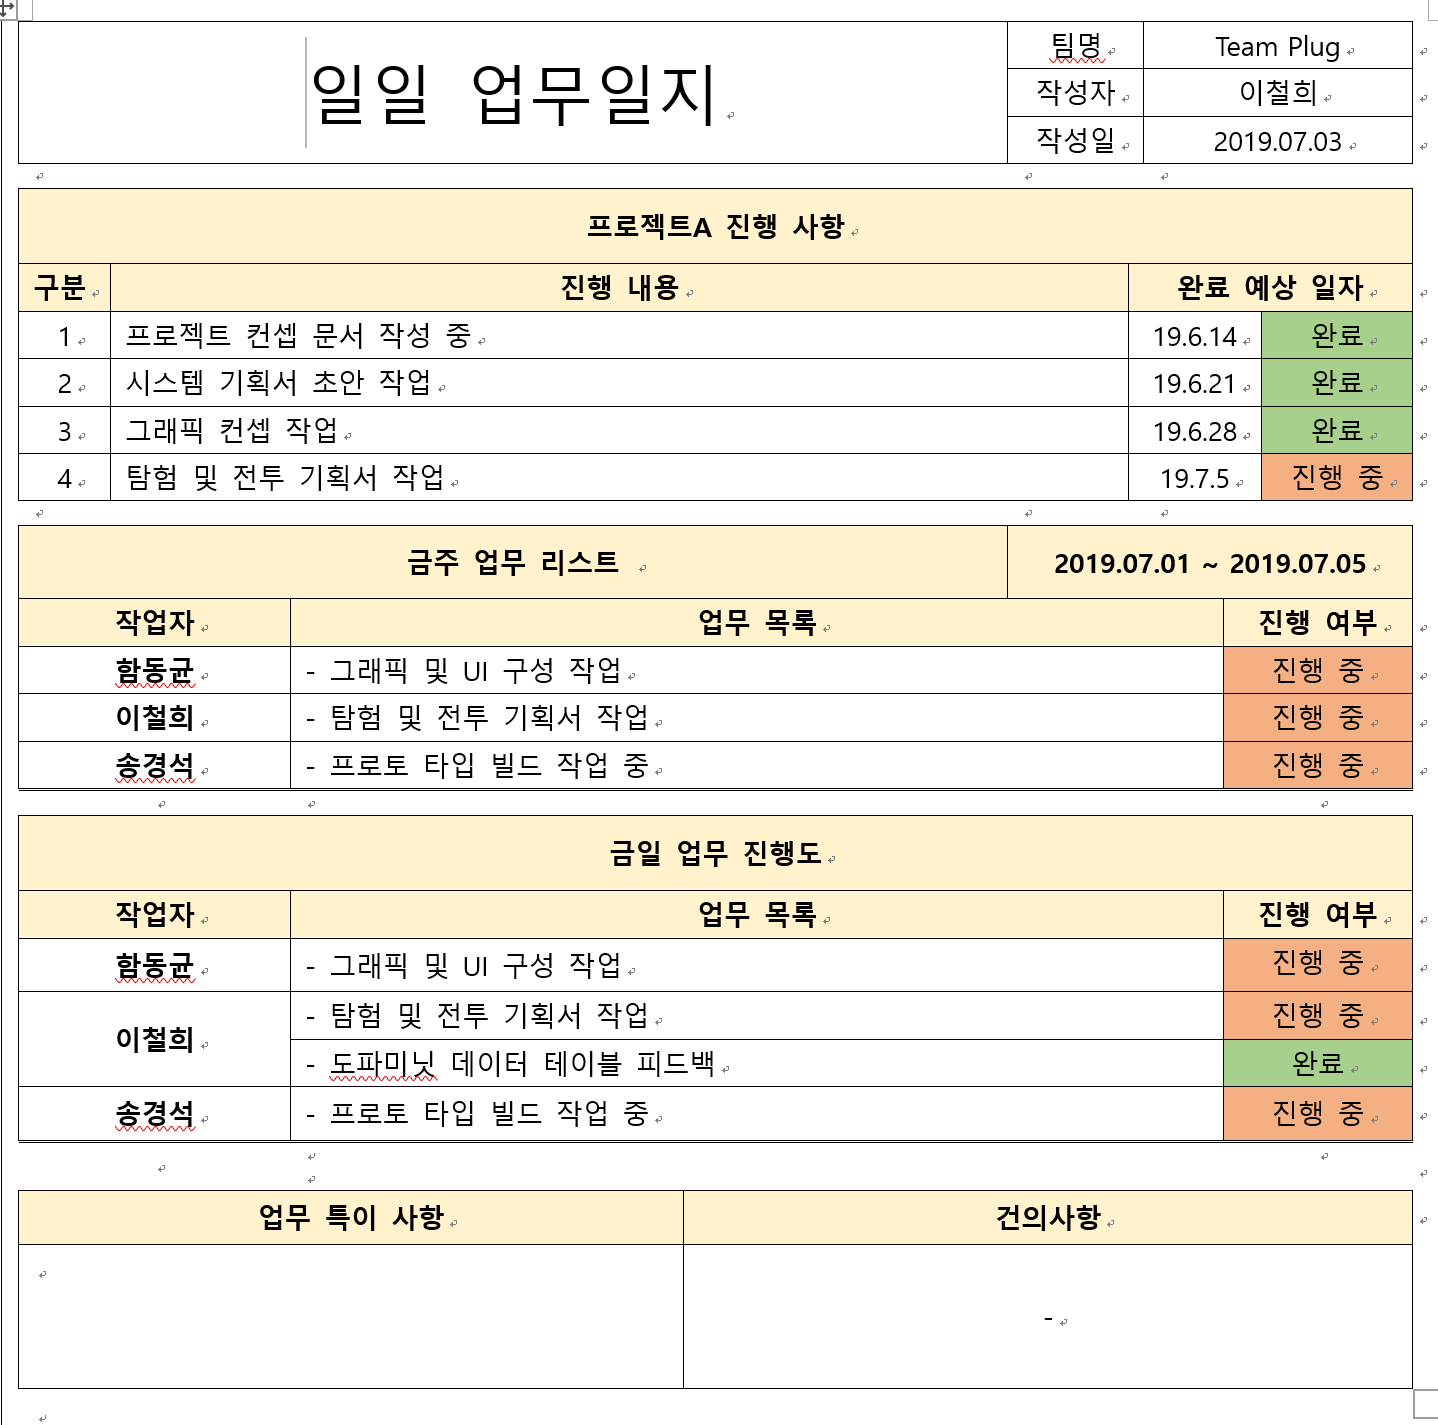 일일 업무일지
팀명 Team Plug
작성자 이철희
작성일 2019.07.03
프로젝트A 진행 사항
구분 진행 내용 완료 예상 일자
1 프로젝트 컨셉 문서 작성 중 19.6.14 완료
2 시스템 기획서 초안 작업 19.6.21 완료
3 그래픽 컨셉 작업 19.6.28 완료
4 탐험 및 전투 기획서 작업 19.7.5 진행 중
금주 업무 리스트 2019.07.01 ~ 2019.07.05
작업자 업무 목록 진행 여부
함동균 - 그래픽 및 UI 구성 작업 진행 중
이철희 - 탐험 및 전투 기획서 작업 진행 중
송경석 - 프로토 타입 빌드 작업 중 진행 중
금일 업무 진행도
작업자 업무 목록 진행 여부
함동균 - 그래픽 및 UI 구성 작업 진행 중
이철희 - 탐험 및 전투 기획서 작업 진행 중
- 도파미닛 데이터 테이블 피드백 완료
송경석 - 프로토 타입 빌드 작업 중 진행 중
업무 특이 사항 건의사항
-